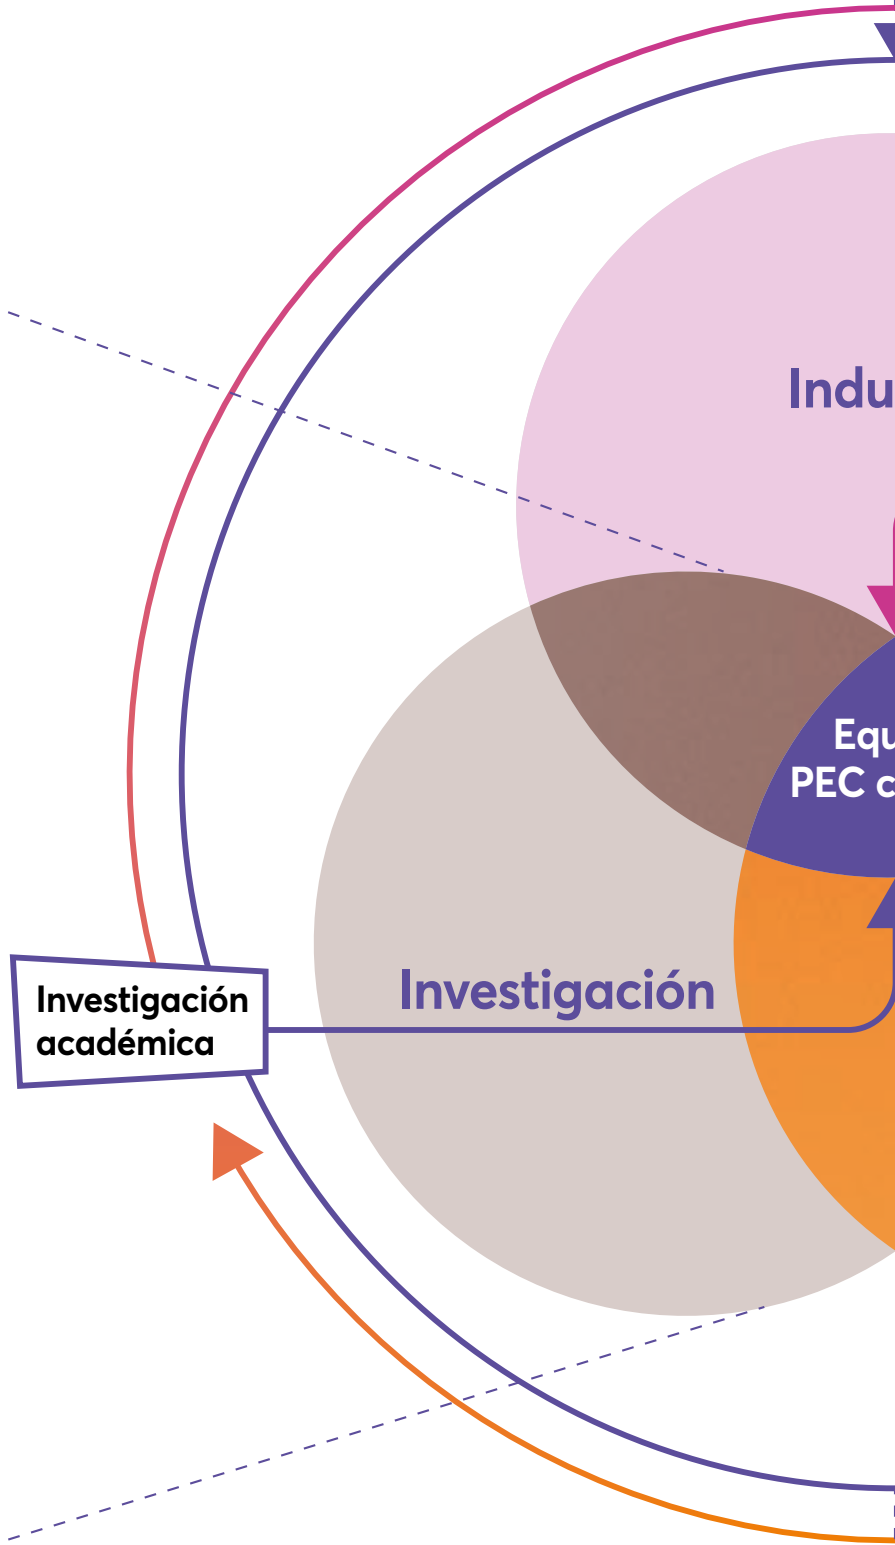 Indu
Equ
PEC c
Investigación
Investigación
académica